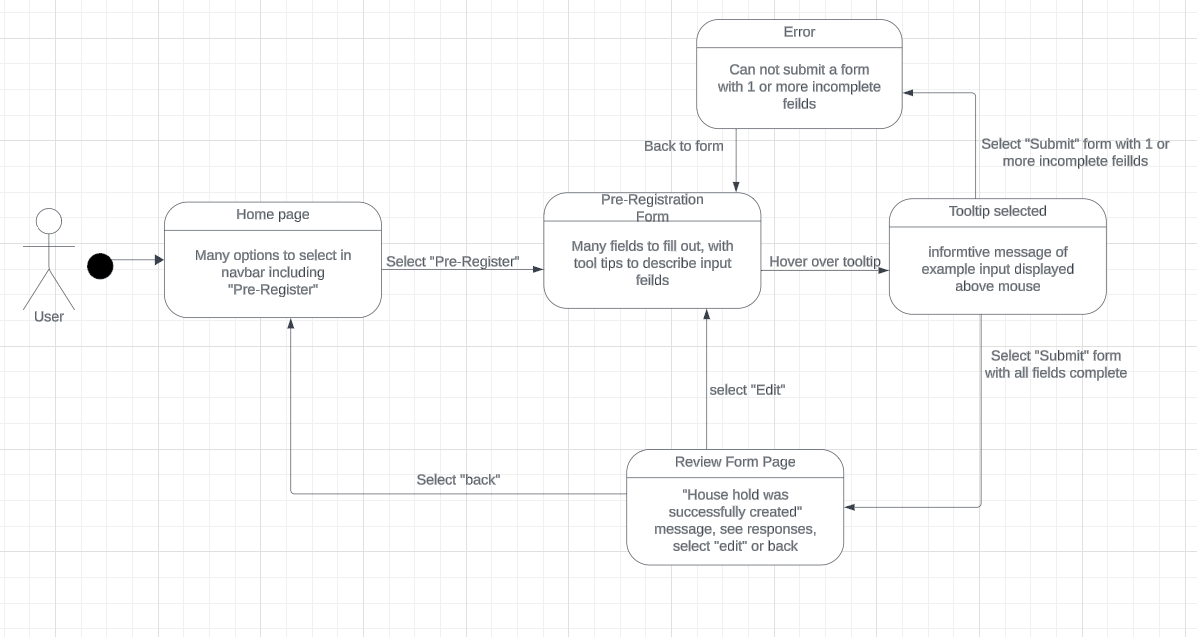 Error
Can not submit a form
with 1 or more incomplete
feilds
Back to form
Select "Submit" form with 1 or
more incomplete feillds
User
Home page
Many options to select in
navbar including
"Pre-Register"
Select "Pre-Register"
Pre-Registration
Form
Many fields to fill out, with
tool tips to describe input
feilds
Hover over tooltip
Tooltip selected
informtive message of
example input displayed
above mouse
Select "Submit" form
with all fields complete
select "Edit"
Select "back"
Review Form Page
"House hold was
successfully created"
message, see responses,
select "edit" or back